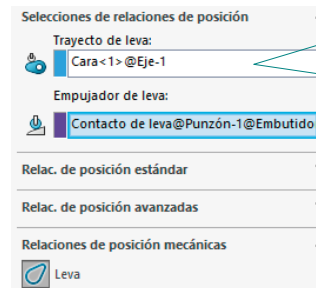 Selecciones de relaciones de posición
Trayecto de leva:
Cara<1>@Eje-1
Empujador de leva:
Contacto de leva@Punzón-1@Embutido
Relac. de posición estándar
Relac. de posición avanzadas
Relaciones de posición mecánicas
Leva